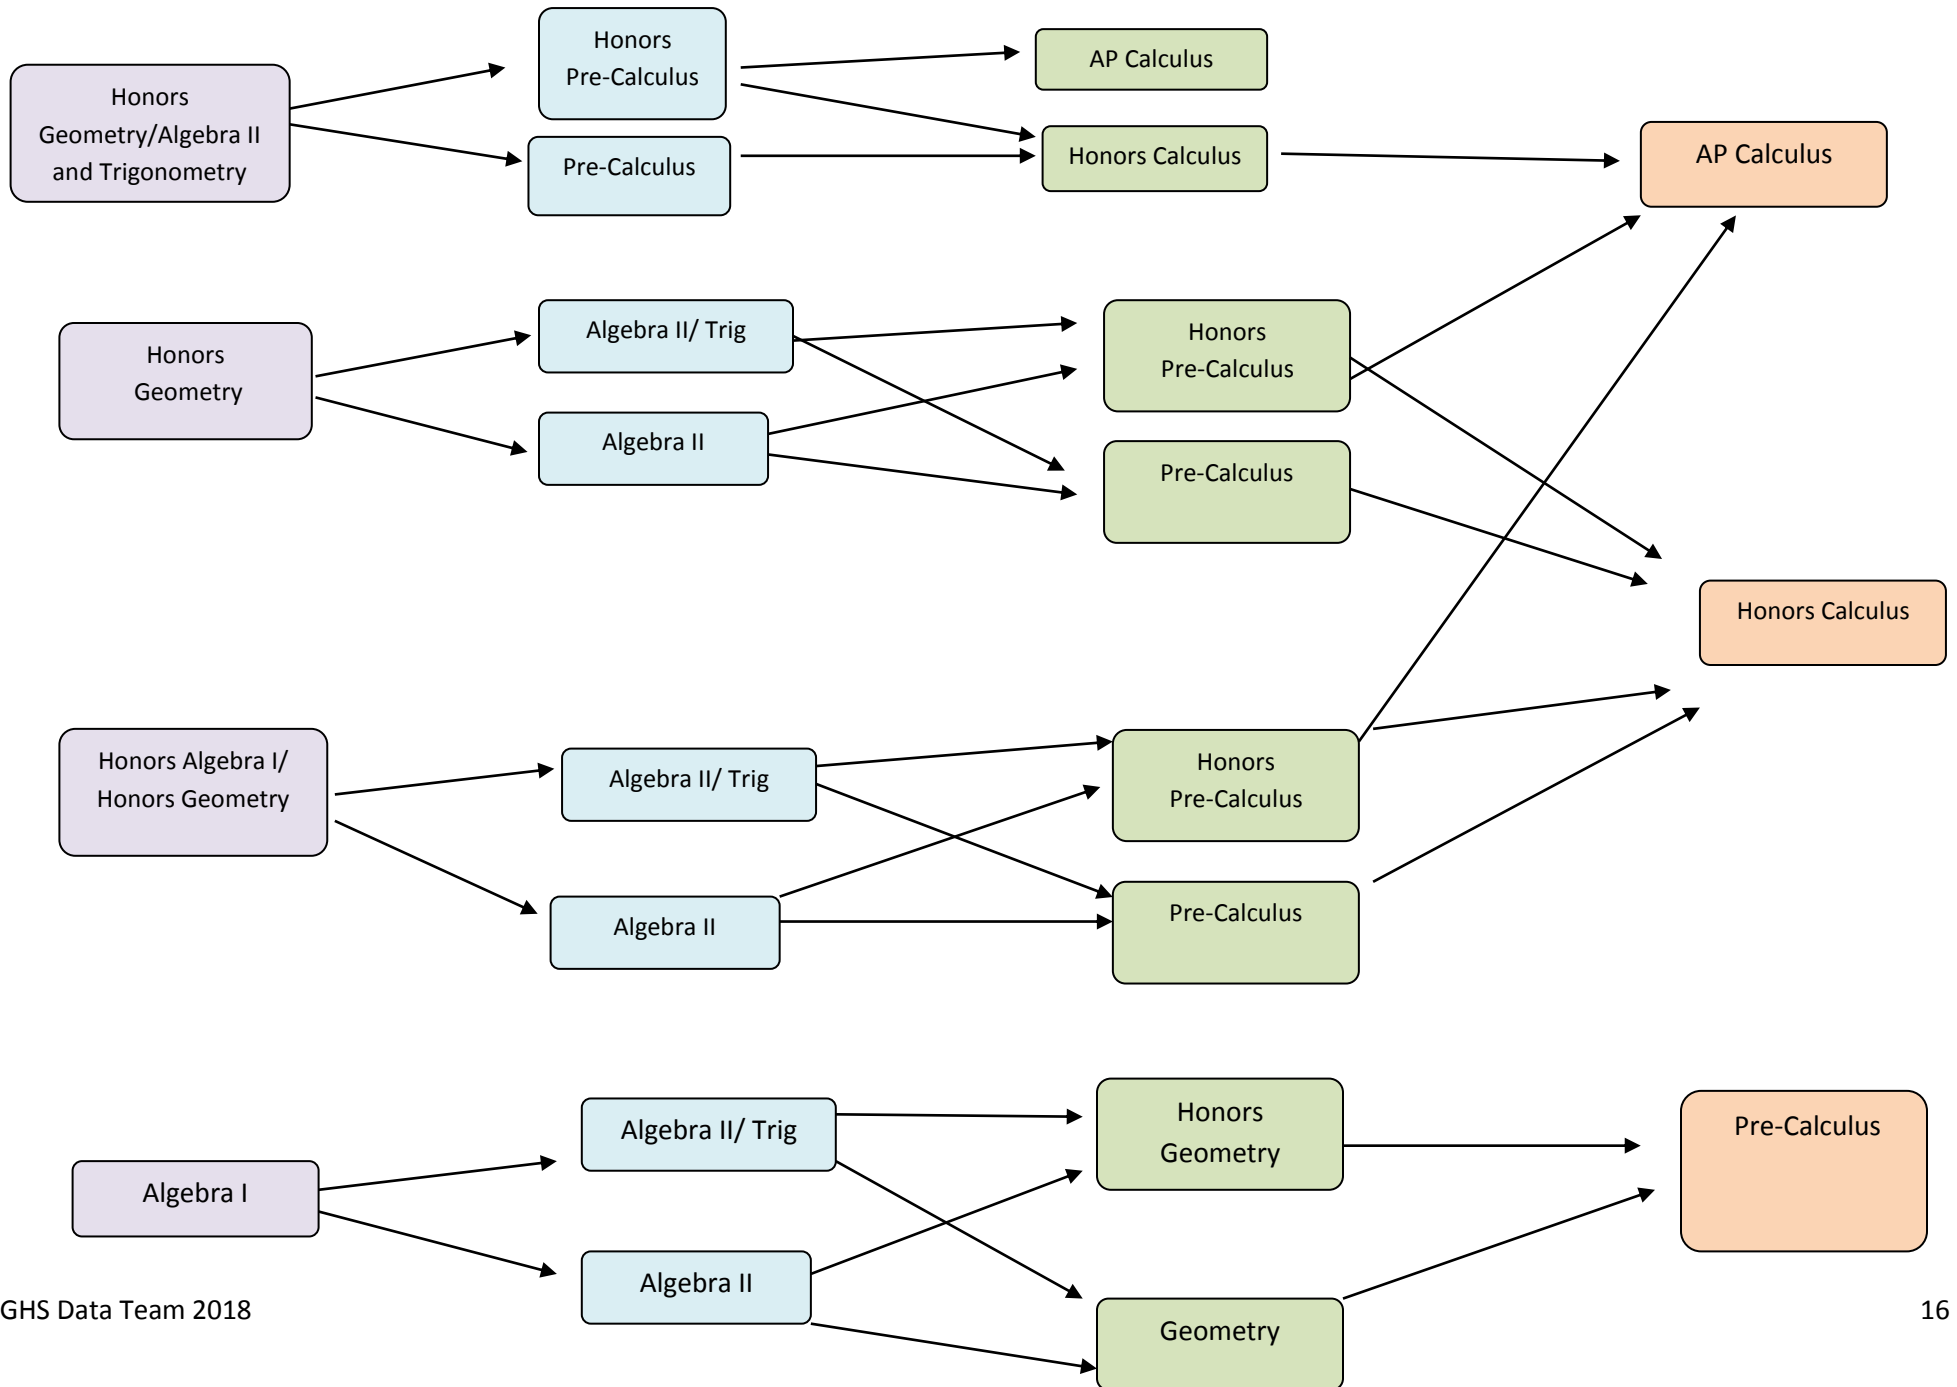 Honors
Geometry/Algebra II
and Trigonometry
Honors
Pre-Calculus
Pre-Calculus
AP Calculus
Honors Calculus
AP Calculus
Honors
Geometry
Algebra II/ Trig
Algebra II
Honors
Pre-Calculus
Pre-Calculus
Honors Calculus
Honors Algebra I/
Honors Geometry
Algebra II/ Trig
Algebra II
Honors
Pre-Calculus
Pre-Calculus
Algebra I
Algebra II/ Trig
Algebra II
Honors
Geometry
Geometry
Pre-Calculus
GHS Data Team 2018
16